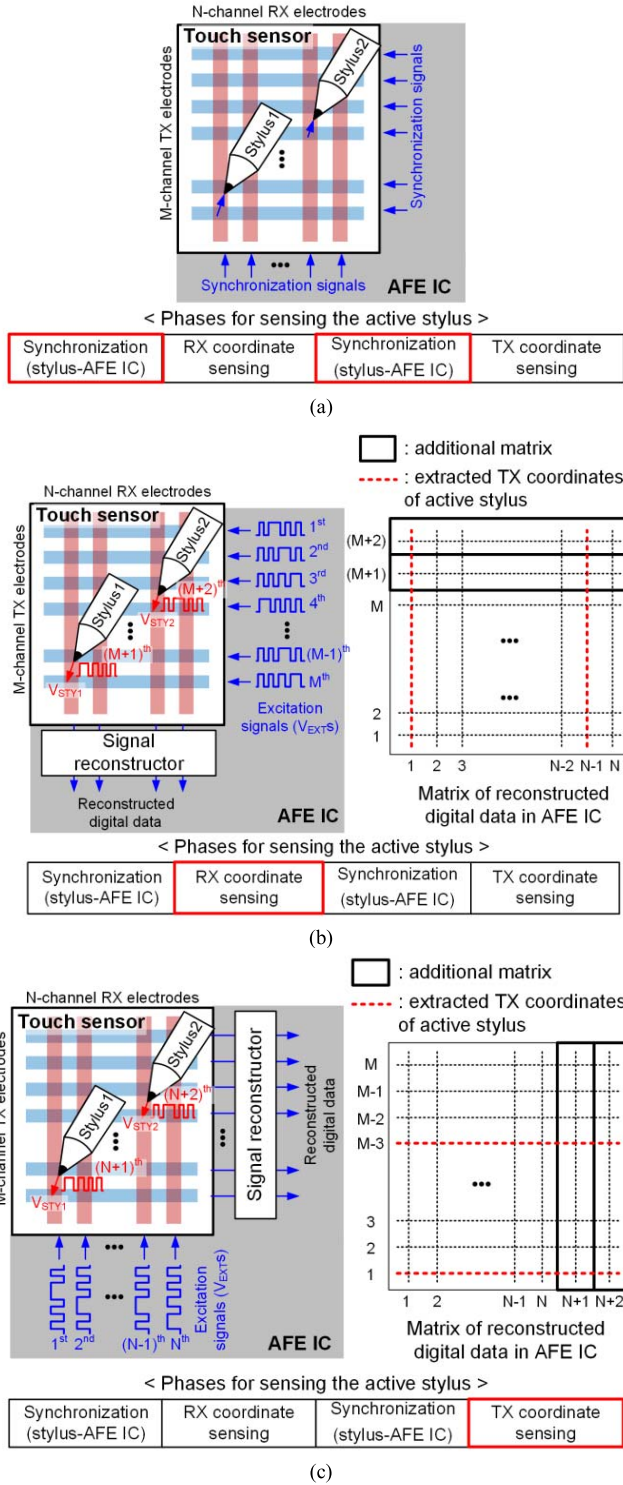 N-channel RX electrodes
Touch sensor
M-channel TX electrodes
Stylus1
Stylus2
Synchronization signals
Synchronization signals
AFE IC
< Phases for sensing the active stylus >
Synchronization
(stylus-AFE IC)
RX coordinate
sensing
Synchronization
(stylus-AFE IC)
TX coordinate
sensing
(a)
: additional matrix
: extracted TX coordinates
of active stylus
N-channel RX electrodes
Touch sensor
M-channel TX electrodes
Stylus1
Stylus2
(M+1)th
(M+2)th
VSTY1
VSTY2
1st
2nd
3rd
4th
(M-1)th
Mth
Excitation
signals (VEXTs)
Signal
reconstructor
Reconstructed
digital data
AFE IC
(M+2)
(M+1)
M
2
1
1 2 3 N-2 N-1 N
Matrix of reconstructed
digital data in AFE IC
< Phases for sensing the active stylus >
Synchronization
(stylus-AFE IC)
RX coordinate
sensing
Synchronization
(stylus-AFE IC)
TX coordinate
sensing
(b)
: additional matrix
: extracted TX coordinates
of active stylus
N-channel RX electrodes
Touch sensor
M-channel TX electrodes
Stylus1
Stylus2
(N+1)th
(N+2)th
VSTY1
VSTY2
Signal reconstructor
Reconstructed
digital data
1st 2nd (N-1)th Nth
Excitation
signals (VEXTs)
AFE IC
M
M-1
M-2
M-3
3
2
1
1 2 N-1 N N+1 N+2
Matrix of reconstructed
digital data in AFE IC
< Phases for sensing the active stylus >
Synchronization
(stylus-AFE IC)
RX coordinate
sensing
Synchronization
(stylus-AFE IC)
TX coordinate
sensing
(c)